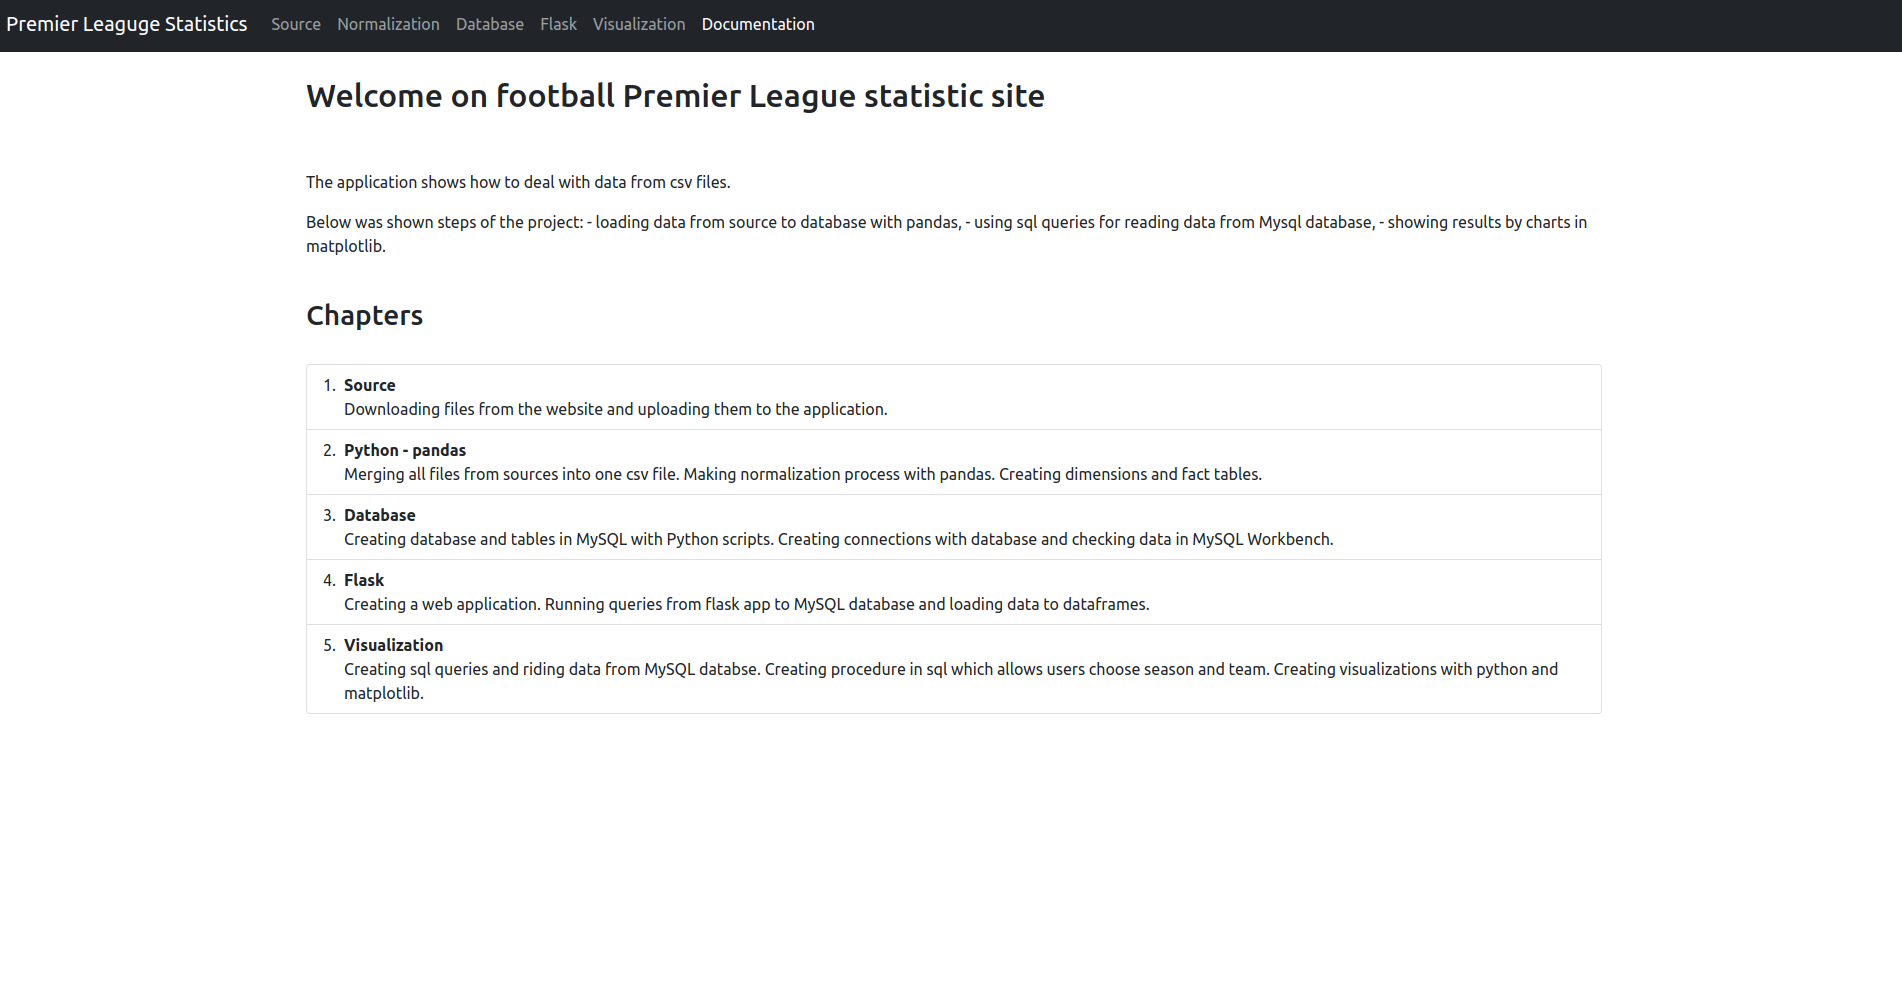 Premier Leaguge Statistics Source Normalization Database Flask Visualization Documentation
Welcome on football Premier League statistic site
The application shows how to deal with data from csv files.
Below was shown steps of the project: - loading data from source to database with pandas, - using sql queries for reading data from Mysql database, - showing results by charts in
matplotlib.
Chapters
1. Source
Downloading files from the website and uploading them to the application.
2. Python - pandas
Merging all files from sources into one csv file. Making normalization process with pandas. Creating dimensions and fact tables.
3. Database
Creating database and tables in MySQL with Python scripts. Creating connections with database and checking data in MySQL Workbench.
4. Flask
Creating a web application. Running queries from flask app to MySQL database and loading data to dataframes.
5. Visualization
Creating sql queries and riding data from MySQL databse. Creating procedure in sql which allows users choose season and team. Creating visualizations with python and
matplotlib.